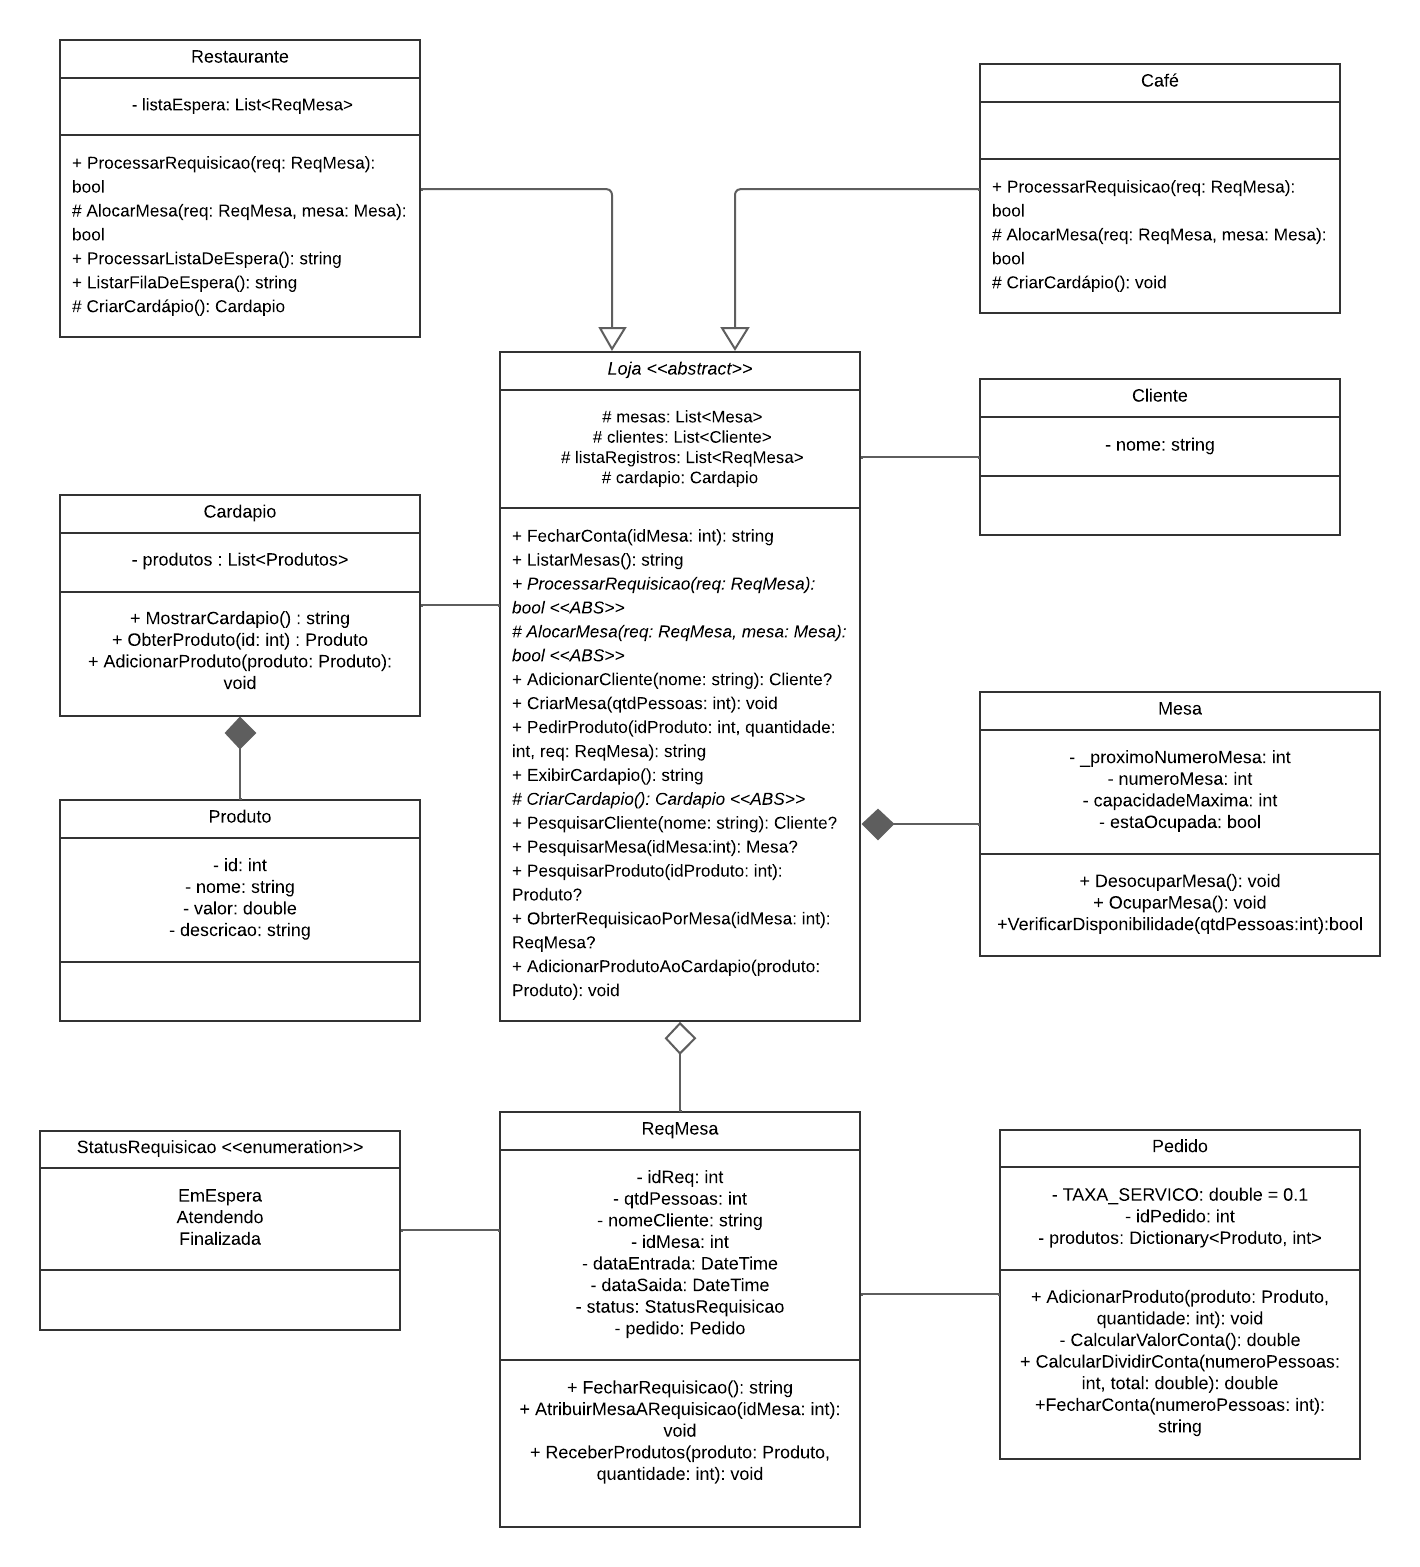 Restaurante
- listaEspera: List<ReqMesa>
+ ProcessarRequisicao(req: ReqMesa):
bool
# AlocarMesa(req: ReqMesa, mesa: Mesa):
bool
+ ProcessarListaDeEspera(): string
+ ListarFilaDeEspera(): string
# CriarCardápio(): Cardapio
Café
+ ProcessarRequisicao(req: ReqMesa):
bool
# AlocarMesa(req: ReqMesa, mesa: Mesa):
bool
# CriarCardápio(): void
Loja <<abstract>>
# mesas: List<Mesa>
# clientes: List<Cliente>
# listaRegistros: List<ReqMesa>
# cardapio: Cardapio
+ FecharConta(idMesa: int): string
+ ListarMesas(): string
+ ProcessarRequisicao(req: ReqMesa):
bool <<ABS>>
# AlocarMesa(req: ReqMesa, mesa: Mesa):
bool <<ABS>>
+ AdicionarCliente(nome: string): Cliente?
+ CriarMesa(qtdPessoas: int): void
+ PedirProduto(idProduto: int, quantidade:
int, req: ReqMesa): string
+ ExibirCardapio(): string
# CriarCardapio(): Cardapio <<ABS>>
+ PesquisarCliente(nome: string): Cliente?
+ PesquisarMesa(idMesa:int): Mesa?
+ PesquisarProduto(idProduto: int):
Produto?
+ ObrterRequisicaoPorMesa(idMesa: int):
ReqMesa?
+ AdicionarProdutoAoCardapio(produto:
Produto): void
Cliente
- nome: string
Cardapio
- produtos : List<Produtos>
+ MostrarCardapio() : string
+ ObterProduto(id: int) : Produto
+ AdicionarProduto(produto: Produto):
void
Mesa
- _proximoNumeroMesa: int
- numeroMesa: int
- capacidadeMaxima: int
- estaOcupada: bool
+ DesocuparMesa(): void
+ OcuparMesa(): void
+VerificarDisponibilidade(qtdPessoas:int):bool
Produto
- id: int
- nome: string
- valor: double
- descricao: string
StatusRequisicao <<enumeration>>
EmEspera
Atendendo
Finalizada
ReqMesa
- idReq: int
- qtdPessoas: int
- nomeCliente: string
- idMesa: int
- dataEntrada: DateTime
- dataSaida: DateTime
- status: StatusRequisicao
- pedido: Pedido
+ FecharRequisicao(): string
+ AtribuirMesaARequisicao(idMesa: int):
void
+ ReceberProdutos(produto: Produto,
quantidade: int): void
Pedido
- TAXA_SERVICO: double = 0.1
- idPedido: int
- produtos: Dictionary<Produto, int>
+ AdicionarProduto(produto: Produto,
quantidade: int): void
- CalcularValorConta(): double
+ CalcularDividirConta(numeroPessoas:
int, total: double): double
+FecharConta(numeroPessoas: int):
string